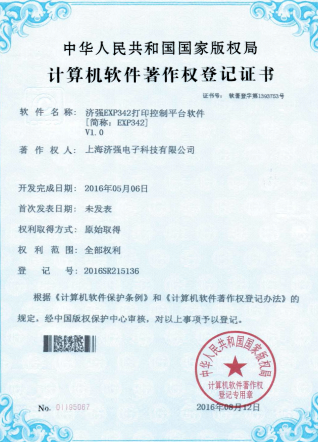 中华人民共和国国家版权局
计算机软件著作权登记证书
证书号: 软著登字第1393753号
软件名称: 济强EXP342打印控制平台软件
[简称: EXP342]
V1.0
著作权人: 上海济强电子科技有限公司
开发完成日期: 2016年05月06日
首次发表日期: 未发表
权利取得方式: 原始取得
权利范围: 全部权利
登记号: 2016SR215136
根据《计算机软件保护条例》和《计算机软件著作权登记办法》的
规定，经中国版权保护中心审核，对以上事项予以登记。
中华人民共和国国家版权局
计算机软件著作权
登记专用章
No. 01195087
2016年08月12日